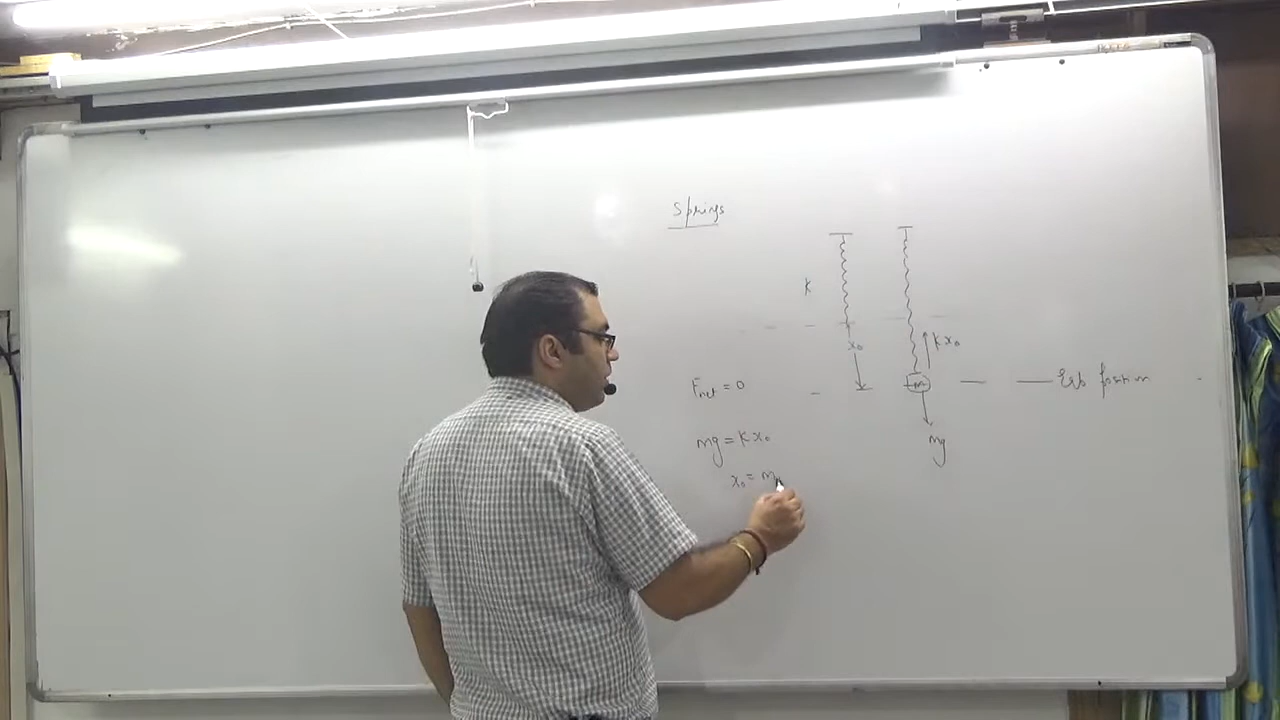 Springs
K
x₀
Kx₀
Fnet = 0
m
Eqb position
mg = Kx₀
mg
x₀ = m